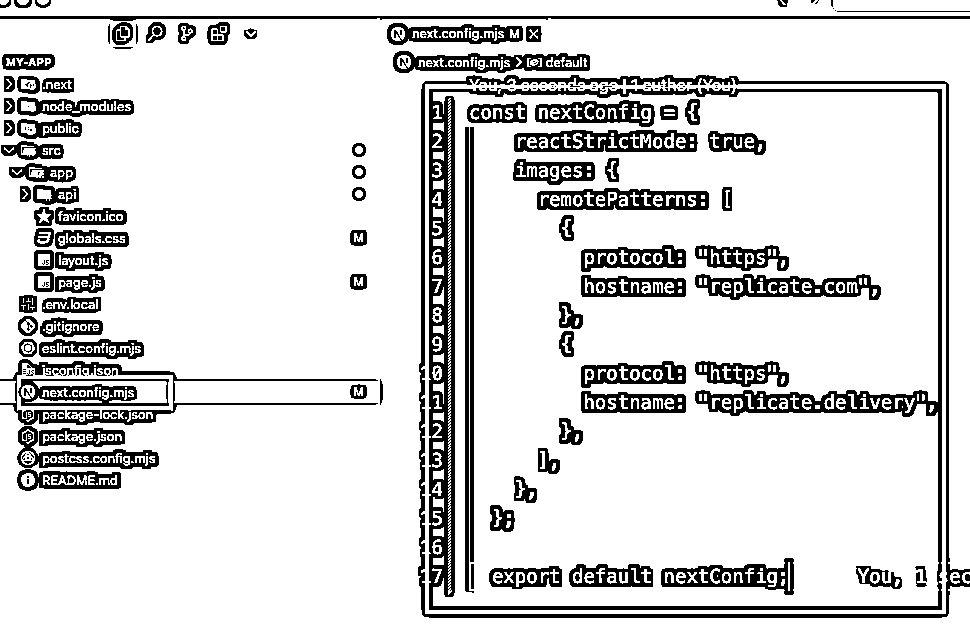 next.config.mjs M
MY-APP
next.config.mjs > default
.next
node_modules
public
src
app
api
favicon.ico
globals.css M
layout.js
page.js M
.env.local
.gitignore
eslint.config.mjs
jsconfig.json
next.config.mjs M
package-lock.json
package.json
postcss.config.mjs
README.md
You, 3 seconds ago | 1 author (You)
1 const nextConfig = {
2 reactStrictMode: true,
3 images: {
4 remotePatterns: [
5 {
6 protocol: "https",
7 hostname: "replicate.com",
8 },
9 {
10 protocol: "https",
11 hostname: "replicate.delivery",
12 },
13 ],
14 },
15 };
16
17 export default nextConfig; You, 1 sec